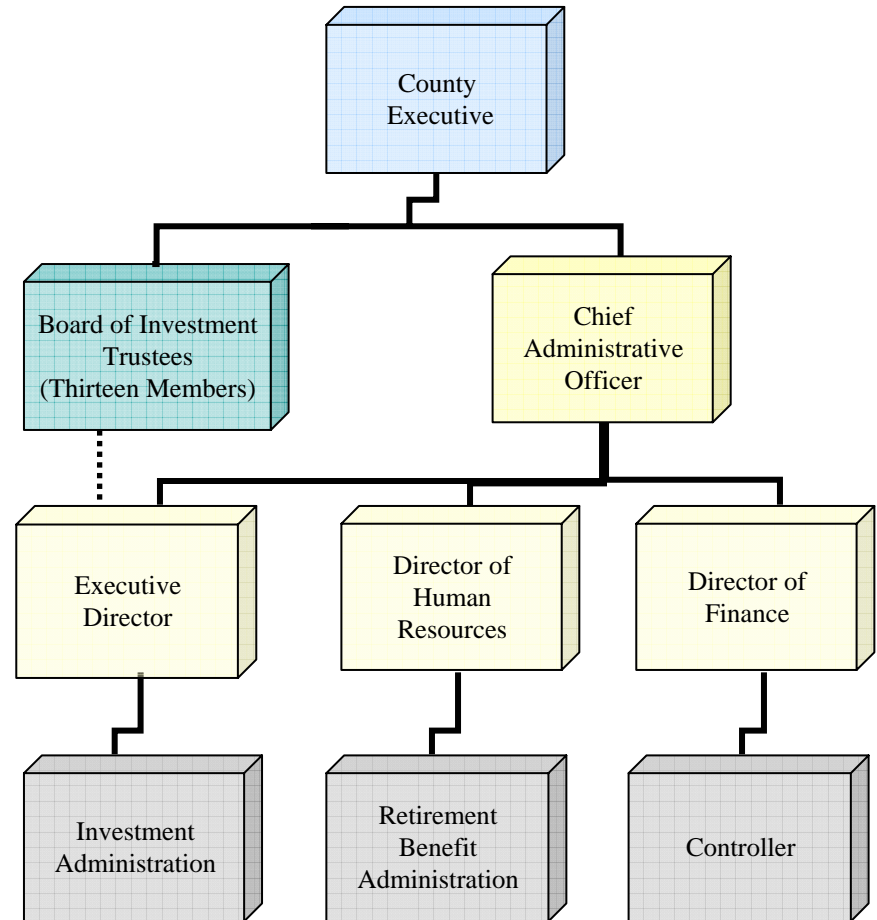 County
Executive
Board of Investment
Trustees
(Thirteen Members)
Chief
Administrative
Officer
Executive
Director
Director of
Human
Resources
Director of
Finance
Investment
Administration
Retirement
Benefit
Administration
Controller